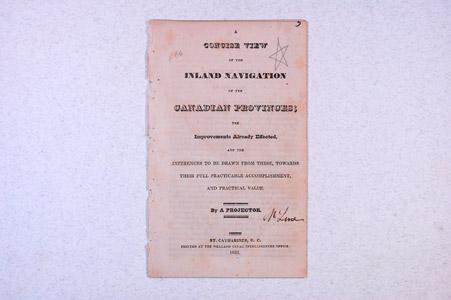 A
CONCISE VIEW
OF THE
INLAND NAVIGATION
OF THE
CANADIAN PROVINCES;
THE
Improvements Already Effected,
AND THE
INFERENCES TO BE DRAWN FROM THESE, TOWARDS
THEIR FULL PRACTICABLE ACCOMPLISHMENT,
AND PRACTICAL VALUE.
By A PROJECTOR.
ST. CATHARINES, U. C.
PRINTED AT THE WELLAND CANAL INTELLIGENCER OFFICE.
1832.